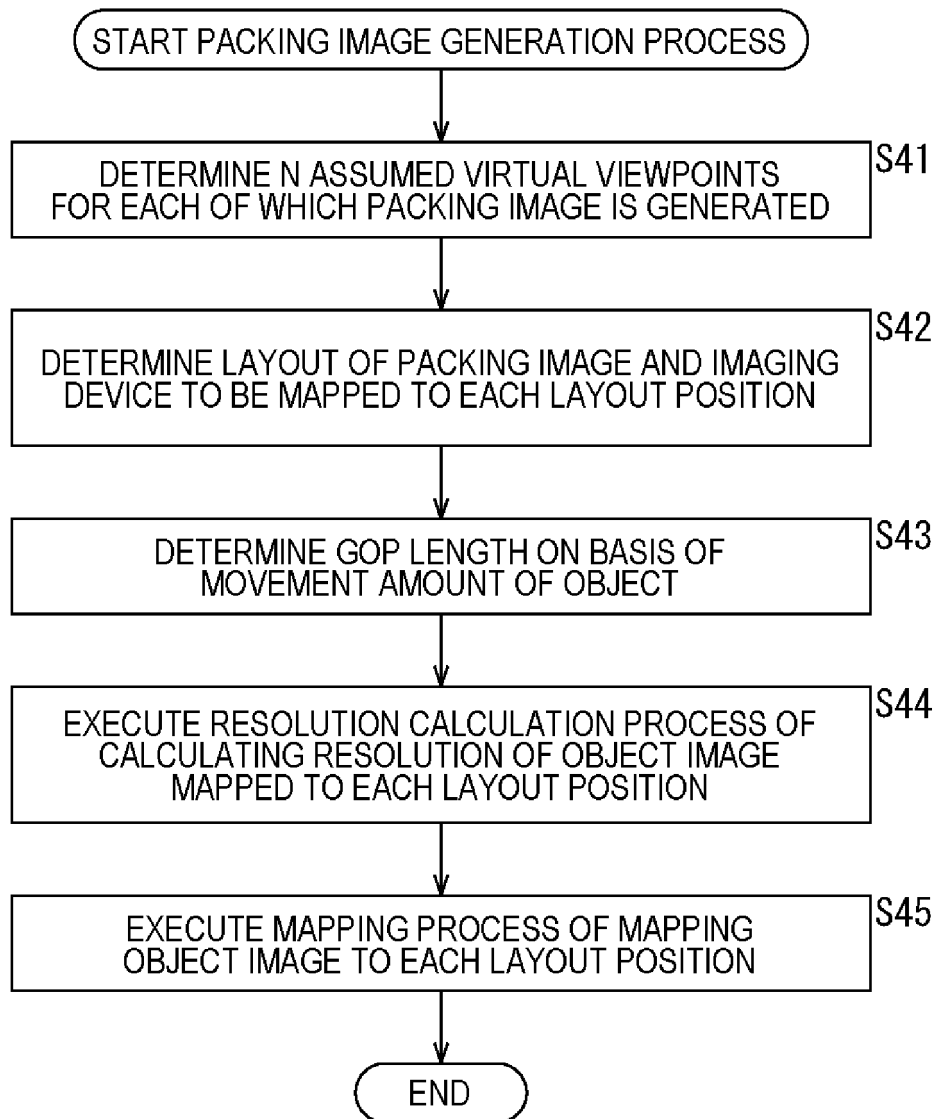 START PACKING IMAGE GENERATION PROCESS
S41
DETERMINE N ASSUMED VIRTUAL VIEWPOINTS
FOR EACH OF WHICH PACKING IMAGE IS GENERATED
S42
DETERMINE LAYOUT OF PACKING IMAGE AND IMAGING
DEVICE TO BE MAPPED TO EACH LAYOUT POSITION
S43
DETERMINE GOP LENGTH ON BASIS OF
MOVEMENT AMOUNT OF OBJECT
S44
EXECUTE RESOLUTION CALCULATION PROCESS OF
CALCULATING RESOLUTION OF OBJECT IMAGE
MAPPED TO EACH LAYOUT POSITION
S45
EXECUTE MAPPING PROCESS OF MAPPING
OBJECT IMAGE TO EACH LAYOUT POSITION
END